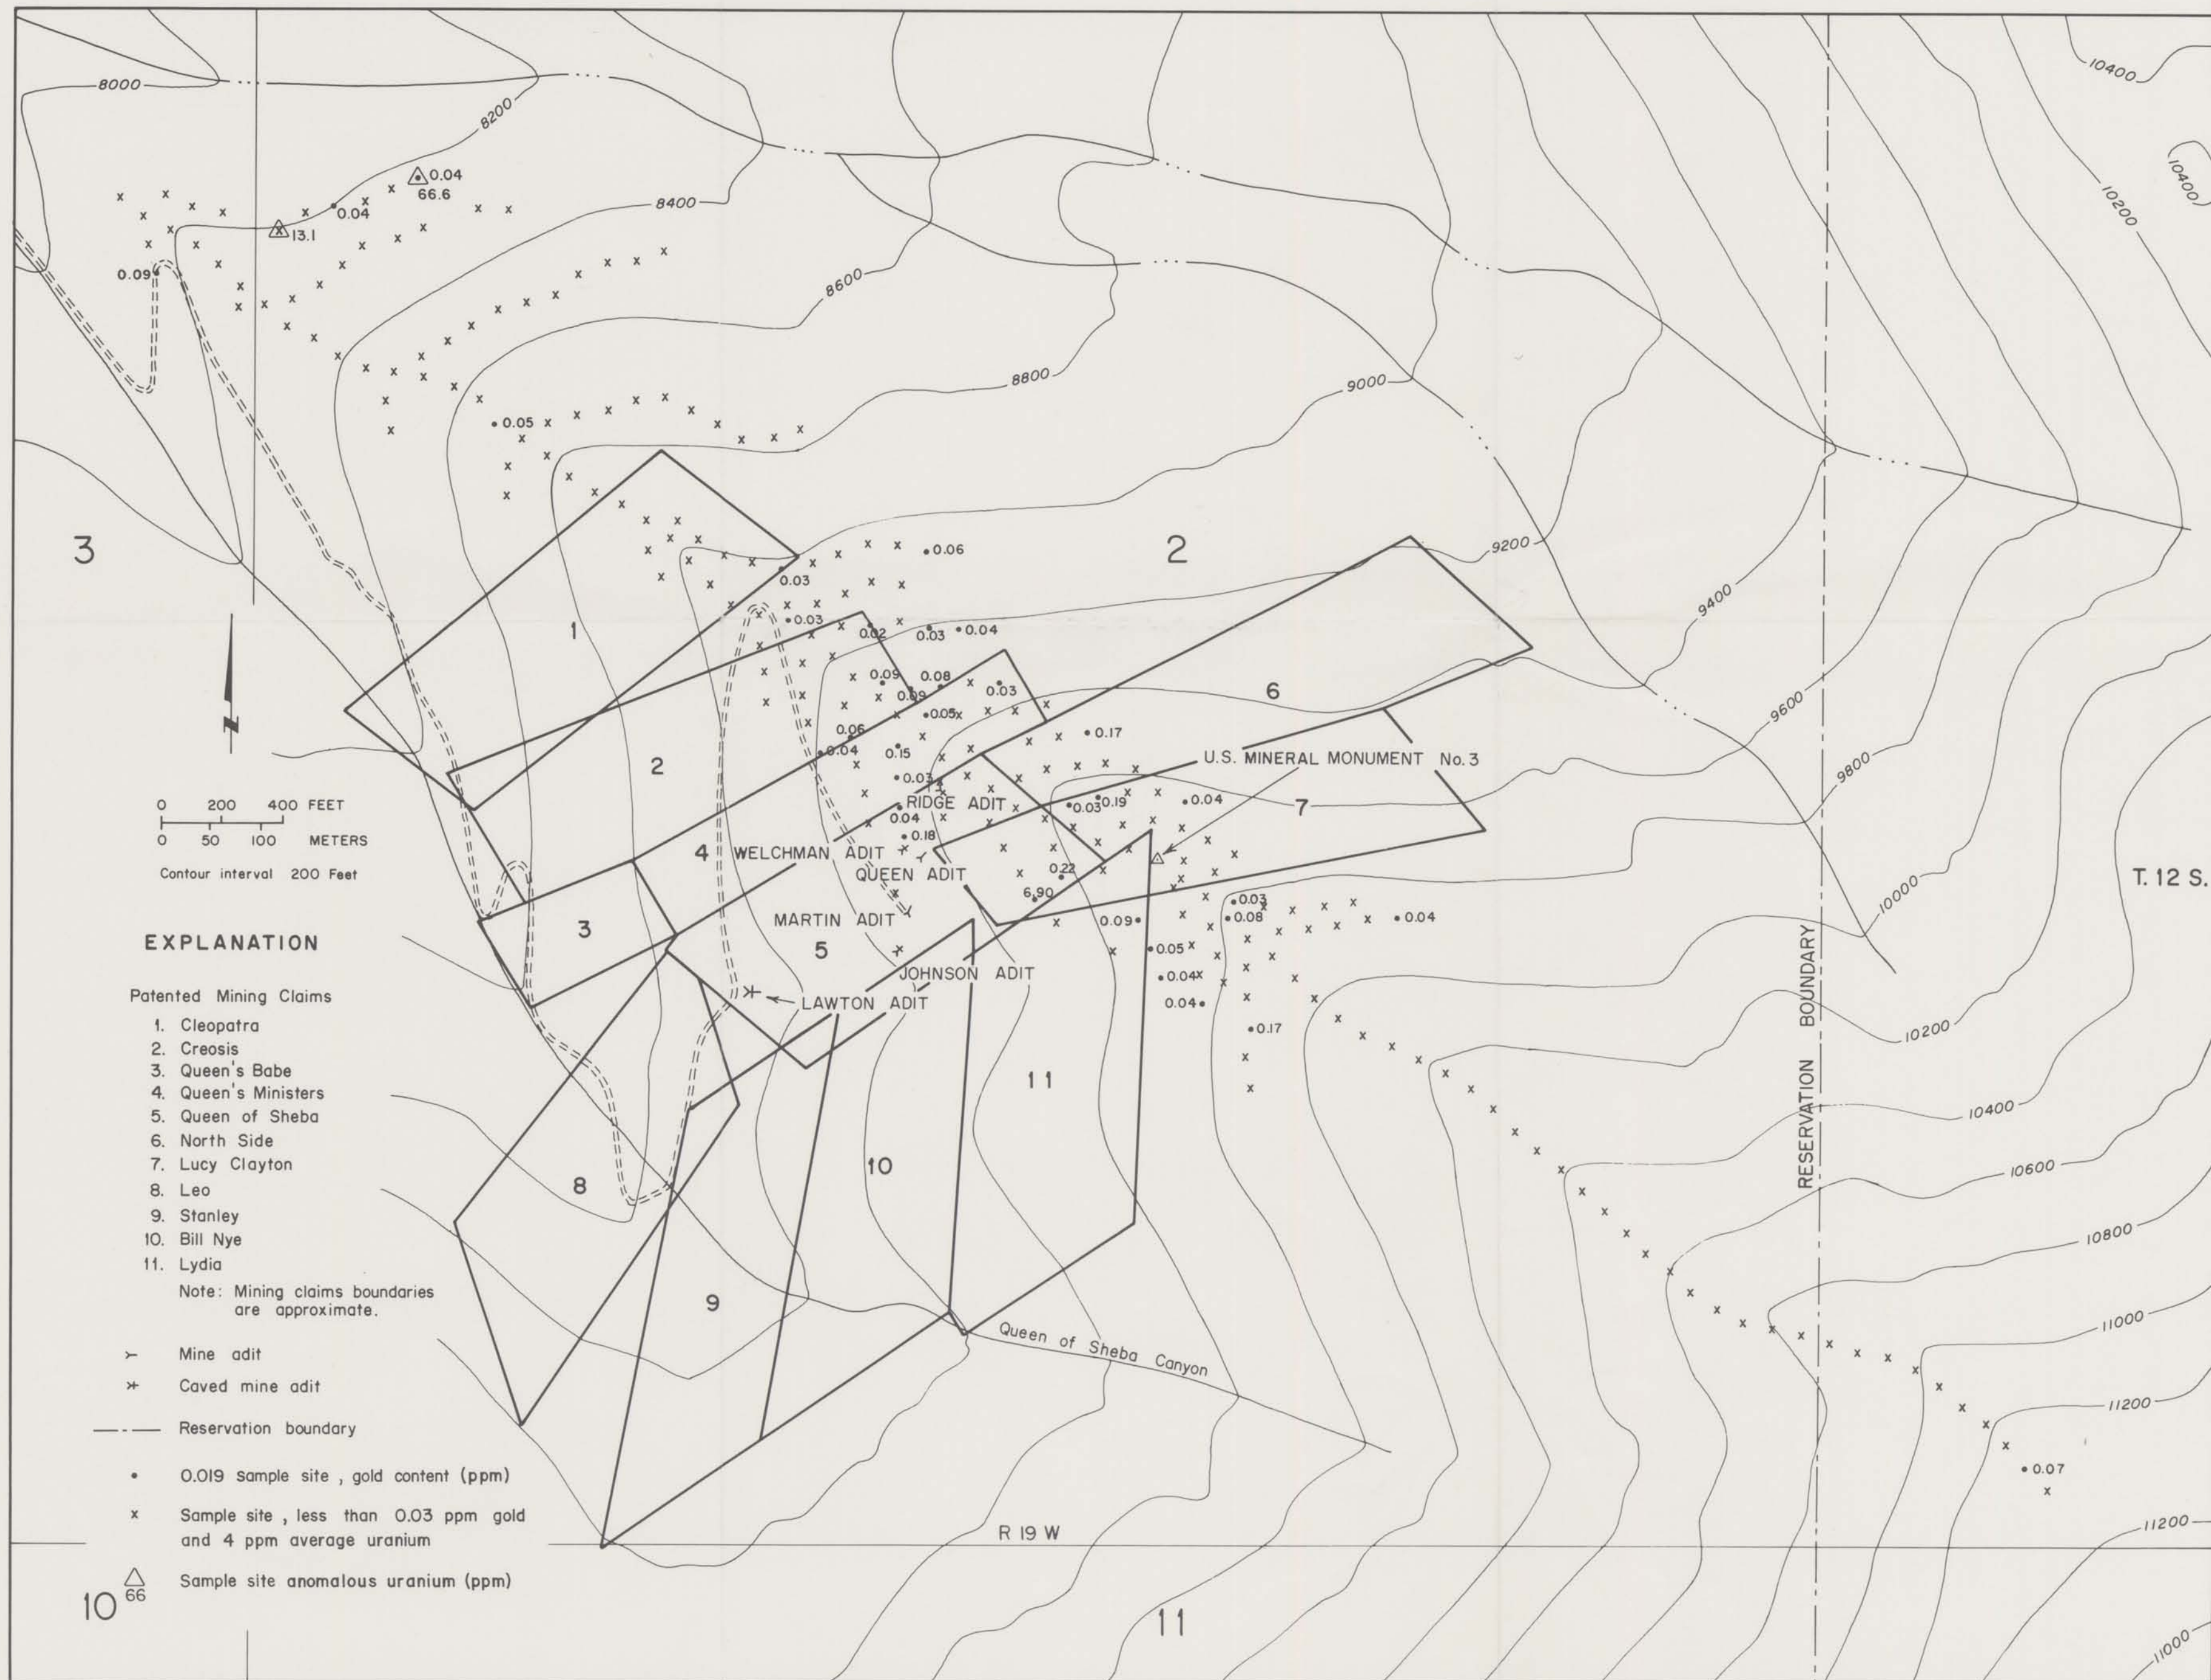 8000
8200
10400
10400
10200
0.04
66.6
0.04
13.1
8400
0.09
8600
8800
9000
0.05
3
2
0.06
9200
0.03
9400
1
0.03
0.02
0.03
0.04
0.09
0.08
0.09
0.03
6
9600
0.05
0.06
0.04
0.15
0.17
2
U.S. MINERAL MONUMENT No. 3
9800
0.03
0 200 400 FEET
0 50 100 METERS
Contour interval 200 Feet
RIDGE ADIT
0.04
0.03
0.19
0.04
7
0.18
4
WELCHMAN ADIT
QUEEN ADIT
0.22
6.90
T. 12 S.
10000
3
MARTIN ADIT
5
0.09
0.03
0.08
0.04
0.05
JOHNSON ADIT
0.04
LAWTON ADIT
0.04
0.17
10200
RESERVATION BOUNDARY
EXPLANATION
Patented Mining Claims
1. Cleopatra
2. Creosis
3. Queen's Babe
4. Queen's Ministers
5. Queen of Sheba
6. North Side
7. Lucy Clayton
8. Leo
9. Stanley
10. Bill Nye
11. Lydia
Note: Mining claims boundaries
are approximate.
11
10400
10
8
10600
10800
9
11000
Queen of Sheba Canyon
Mine adit
Caved mine adit
Reservation boundary
0.019 sample site, gold content (ppm)
x Sample site, less than 0.03 ppm gold
and 4 ppm average uranium
66 Sample site anomalous uranium (ppm)
11200
0.07
11200
R 19 W
10
11
11000